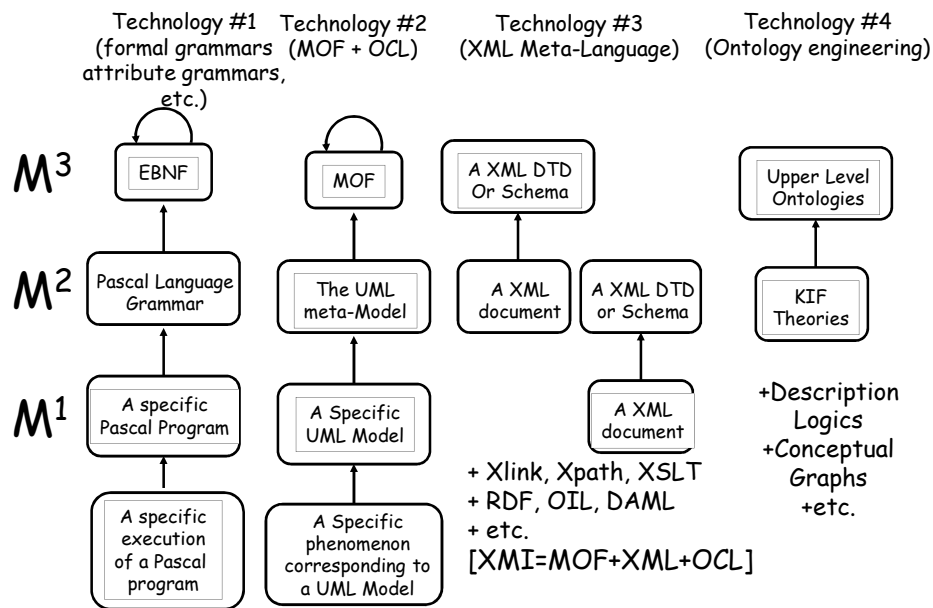 Technology #1
(formal grammars
attribute grammars,
etc.)
Technology #2
(MOF + OCL)
Technology #3
(XML Meta-Language)
Technology #4
(Ontology engineering)
M3
EBNF
MOF
A XML DTD
Or Schema
Upper Level
Ontologies
M2
Pascal Language
Grammar
The UML
meta-Model
A XML
document
A XML DTD
or Schema
KIF
Theories
M1
A specific
Pascal Program
A Specific
UML Model
A XML
document
+Description
Logics
+Conceptual
Graphs
+etc.
A specific
execution
of a Pascal
program
A Specific
phenomenon
corresponding to
a UML Model
+ Xlink, Xpath, XSLT
+ RDF, OIL, DAML
+ etc.
[XMI=MOF+XML+OCL]